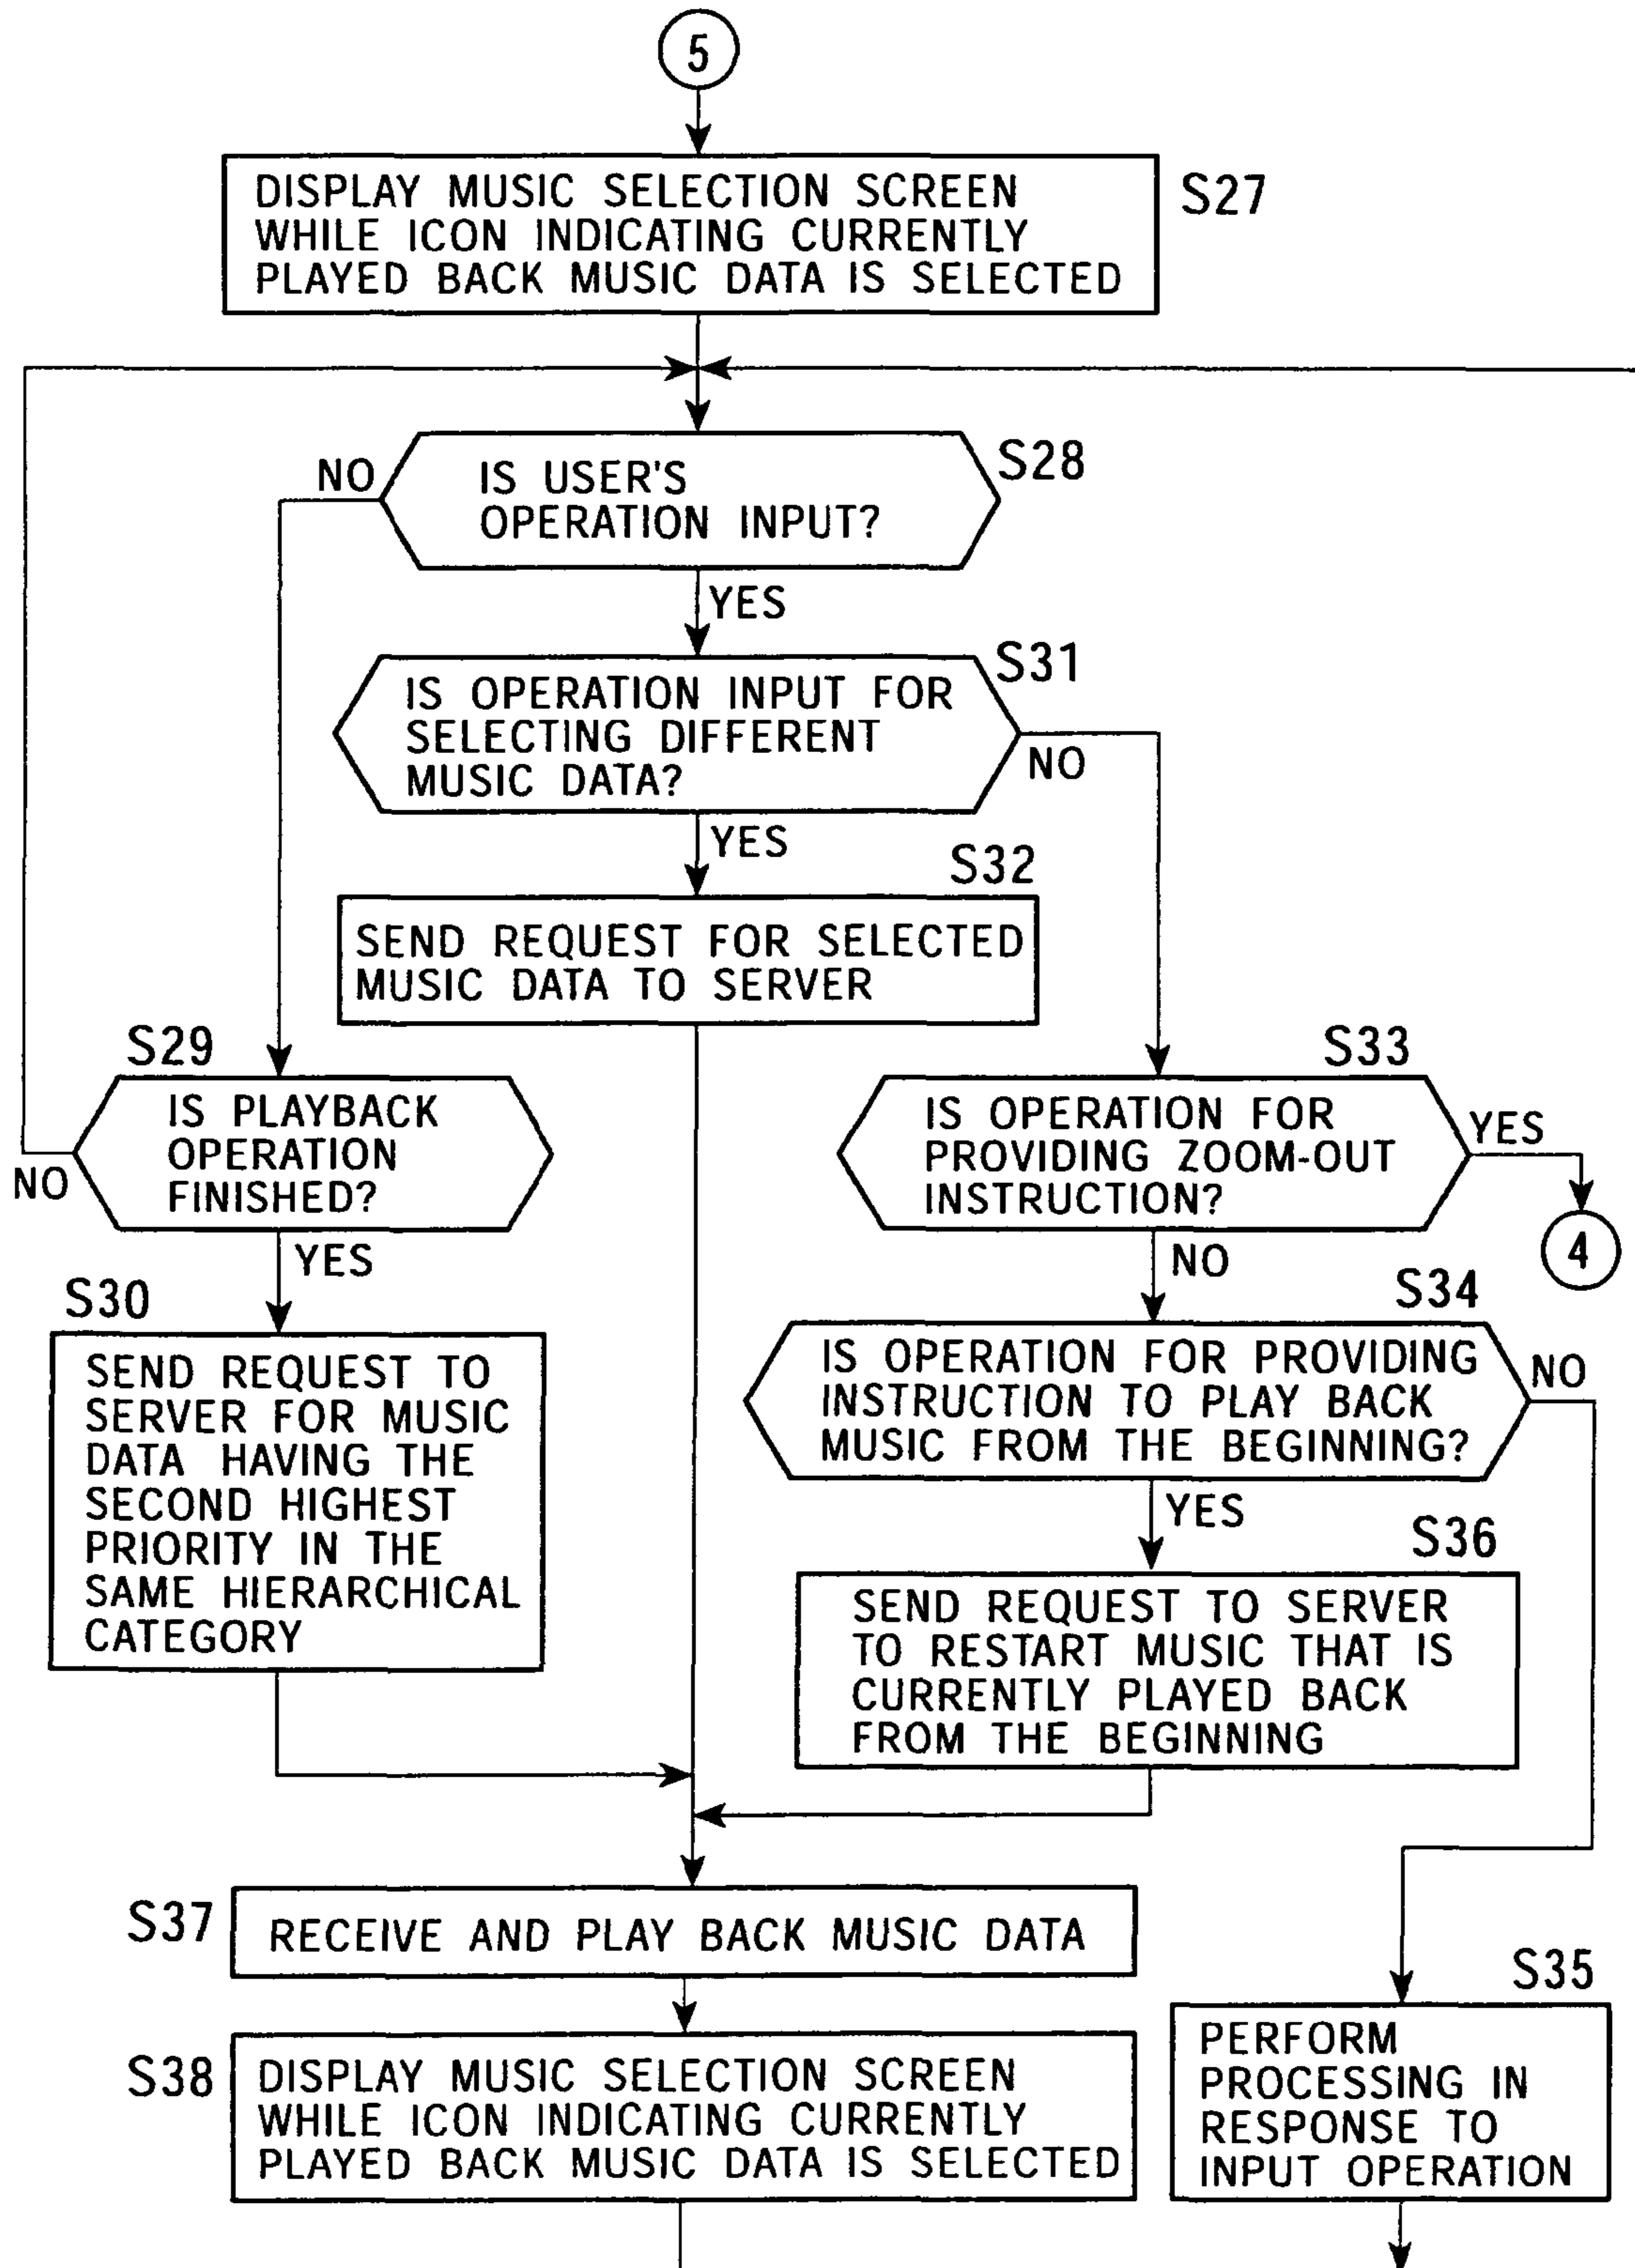 5
DISPLAY MUSIC SELECTION SCREEN
WHILE ICON INDICATING CURRENTLY
PLAYED BACK MUSIC DATA IS SELECTED
S27
IS USER'S
OPERATION INPUT?
S28
NO
YES
IS OPERATION INPUT FOR
SELECTING DIFFERENT
MUSIC DATA?
S31
NO
YES
S32
SEND REQUEST FOR SELECTED
MUSIC DATA TO SERVER
S29
IS PLAYBACK
OPERATION
FINISHED?
NO
YES
S33
IS OPERATION FOR
PROVIDING ZOOM-OUT
INSTRUCTION?
YES
4
NO
S30
SEND REQUEST TO
SERVER FOR MUSIC
DATA HAVING THE
SECOND HIGHEST
PRIORITY IN THE
SAME HIERARCHICAL
CATEGORY
S34
IS OPERATION FOR PROVIDING
INSTRUCTION TO PLAY BACK
MUSIC FROM THE BEGINNING?
NO
YES
S36
SEND REQUEST TO SERVER
TO RESTART MUSIC THAT IS
CURRENTLY PLAYED BACK
FROM THE BEGINNING
S37
RECEIVE AND PLAY BACK MUSIC DATA
S38
DISPLAY MUSIC SELECTION SCREEN
WHILE ICON INDICATING CURRENTLY
PLAYED BACK MUSIC DATA IS SELECTED
S35
PERFORM
PROCESSING IN
RESPONSE TO
INPUT OPERATION